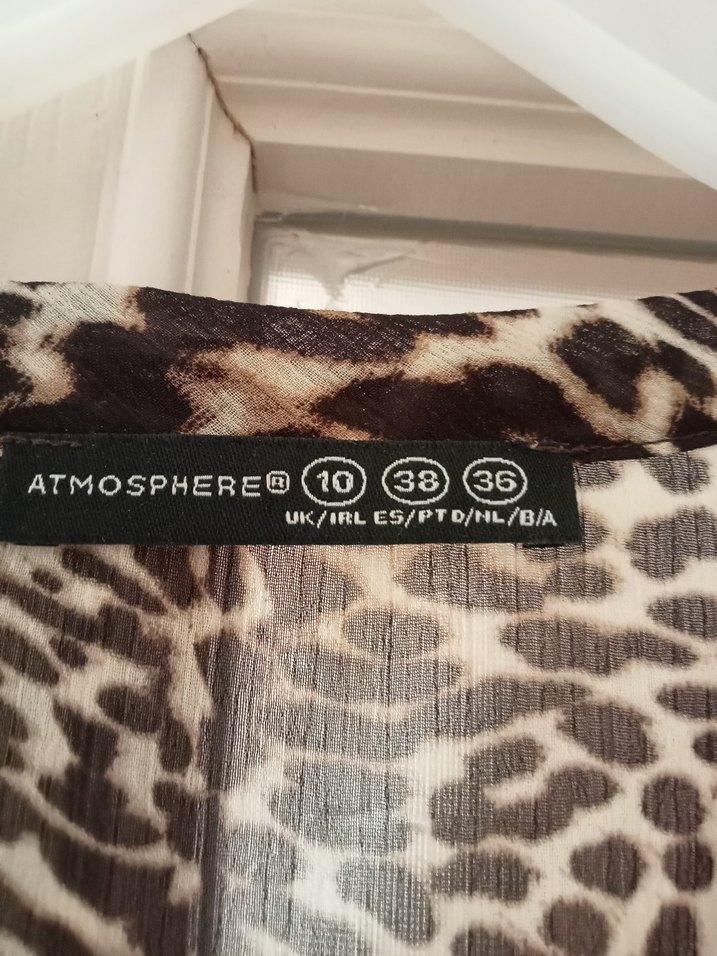 ATMOSPHERE® 10 38 36
UK/IRL ES/PT D/NL/B/A